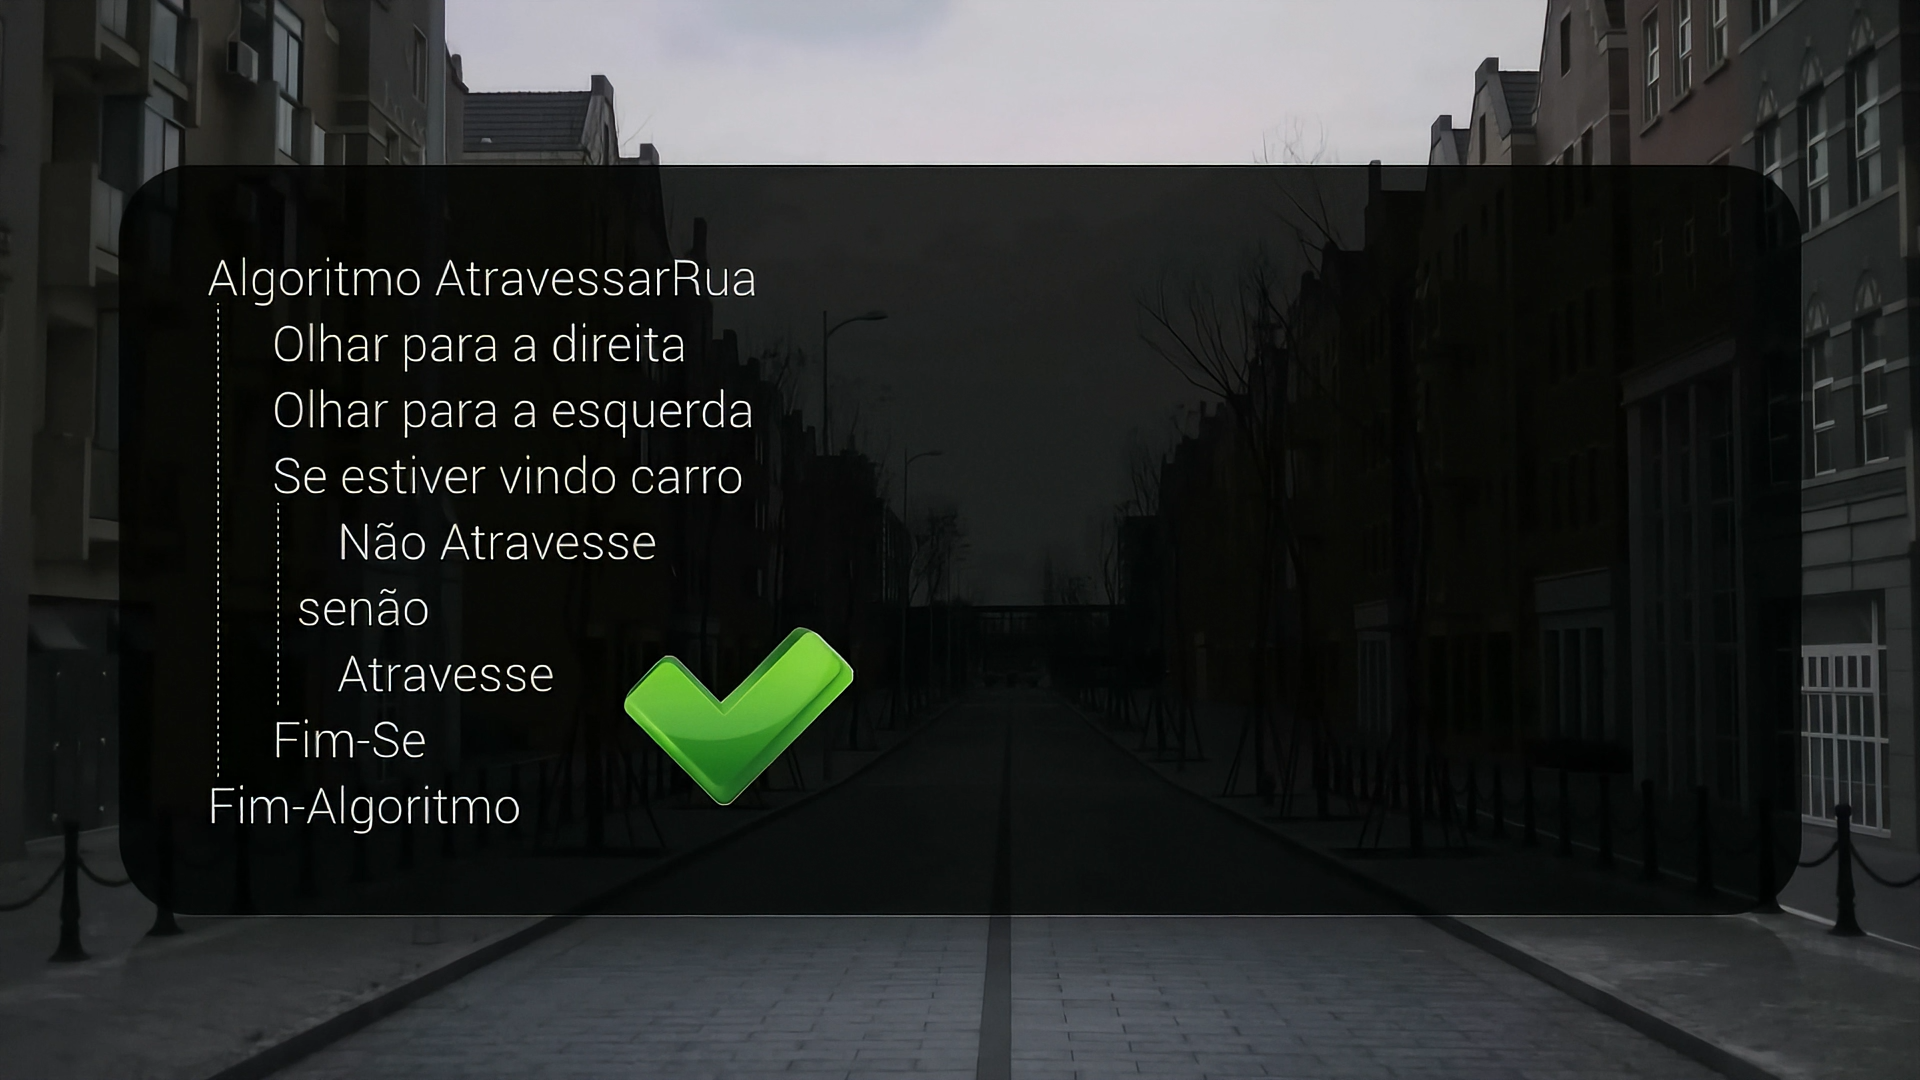 Algoritmo AtravessarRua
Olhar para a direita
Olhar para a esquerda
Se estiver vindo carro
Não Atravesse
senão
Atravesse
Fim-Se
Fim-Algoritmo